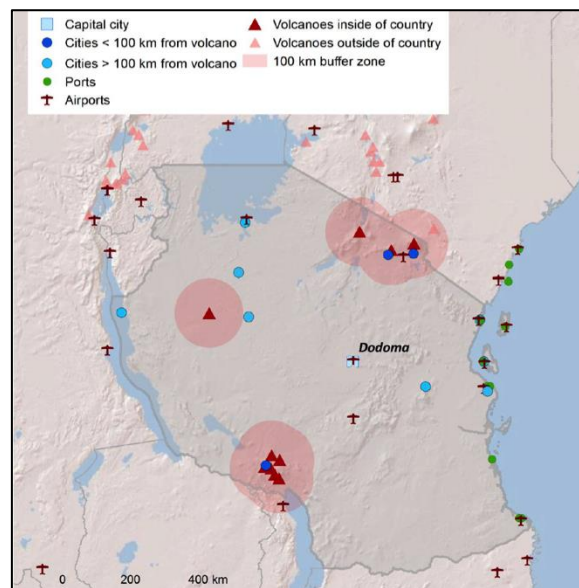 Capital city
Cities < 100 km from volcano
Cities > 100 km from volcano
Ports
Airports
Volcanoes inside of country
Volcanoes outside of country
100 km buffer zone
Dodoma
0 200 400 km